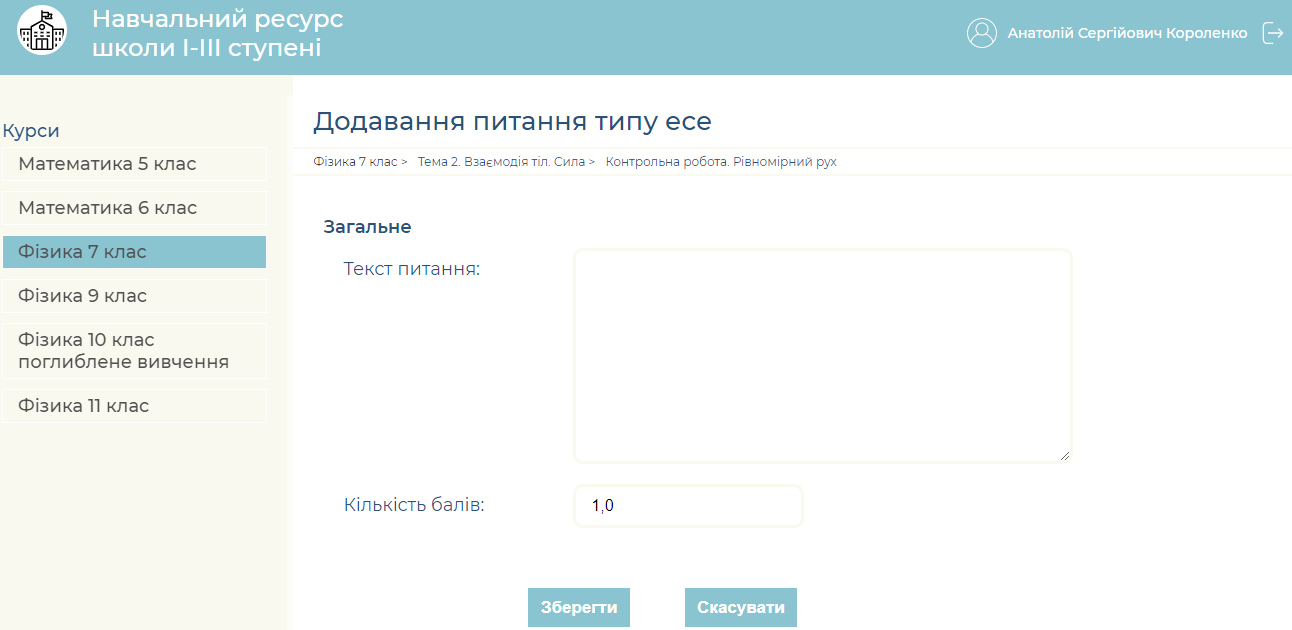 Навчальний ресурс
школи І-ІІІ ступені
Анатолій Сергійович Короленко
Курси
Математика 5 клас
Математика 6 клас
Фізика 7 клас
Фізика 9 клас
Фізика 10 клас
поглиблене вивчення
Фізика 11 клас
Додавання питання типу есе
Фізика 7 клас > Тема 2. Взаємодія тіл. Сила > Контрольна робота. Рівномірний рух
Загальне
Текст питання:
Кількість балів:
1,0
Зберегти
Скасувати